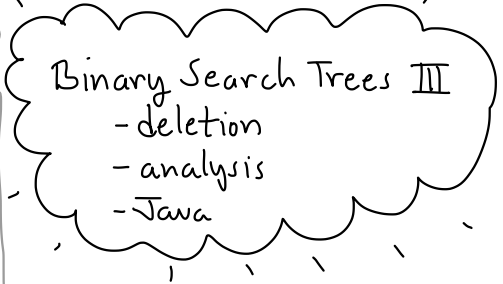 Binary Search Trees III
- deletion
- analysis
- Java